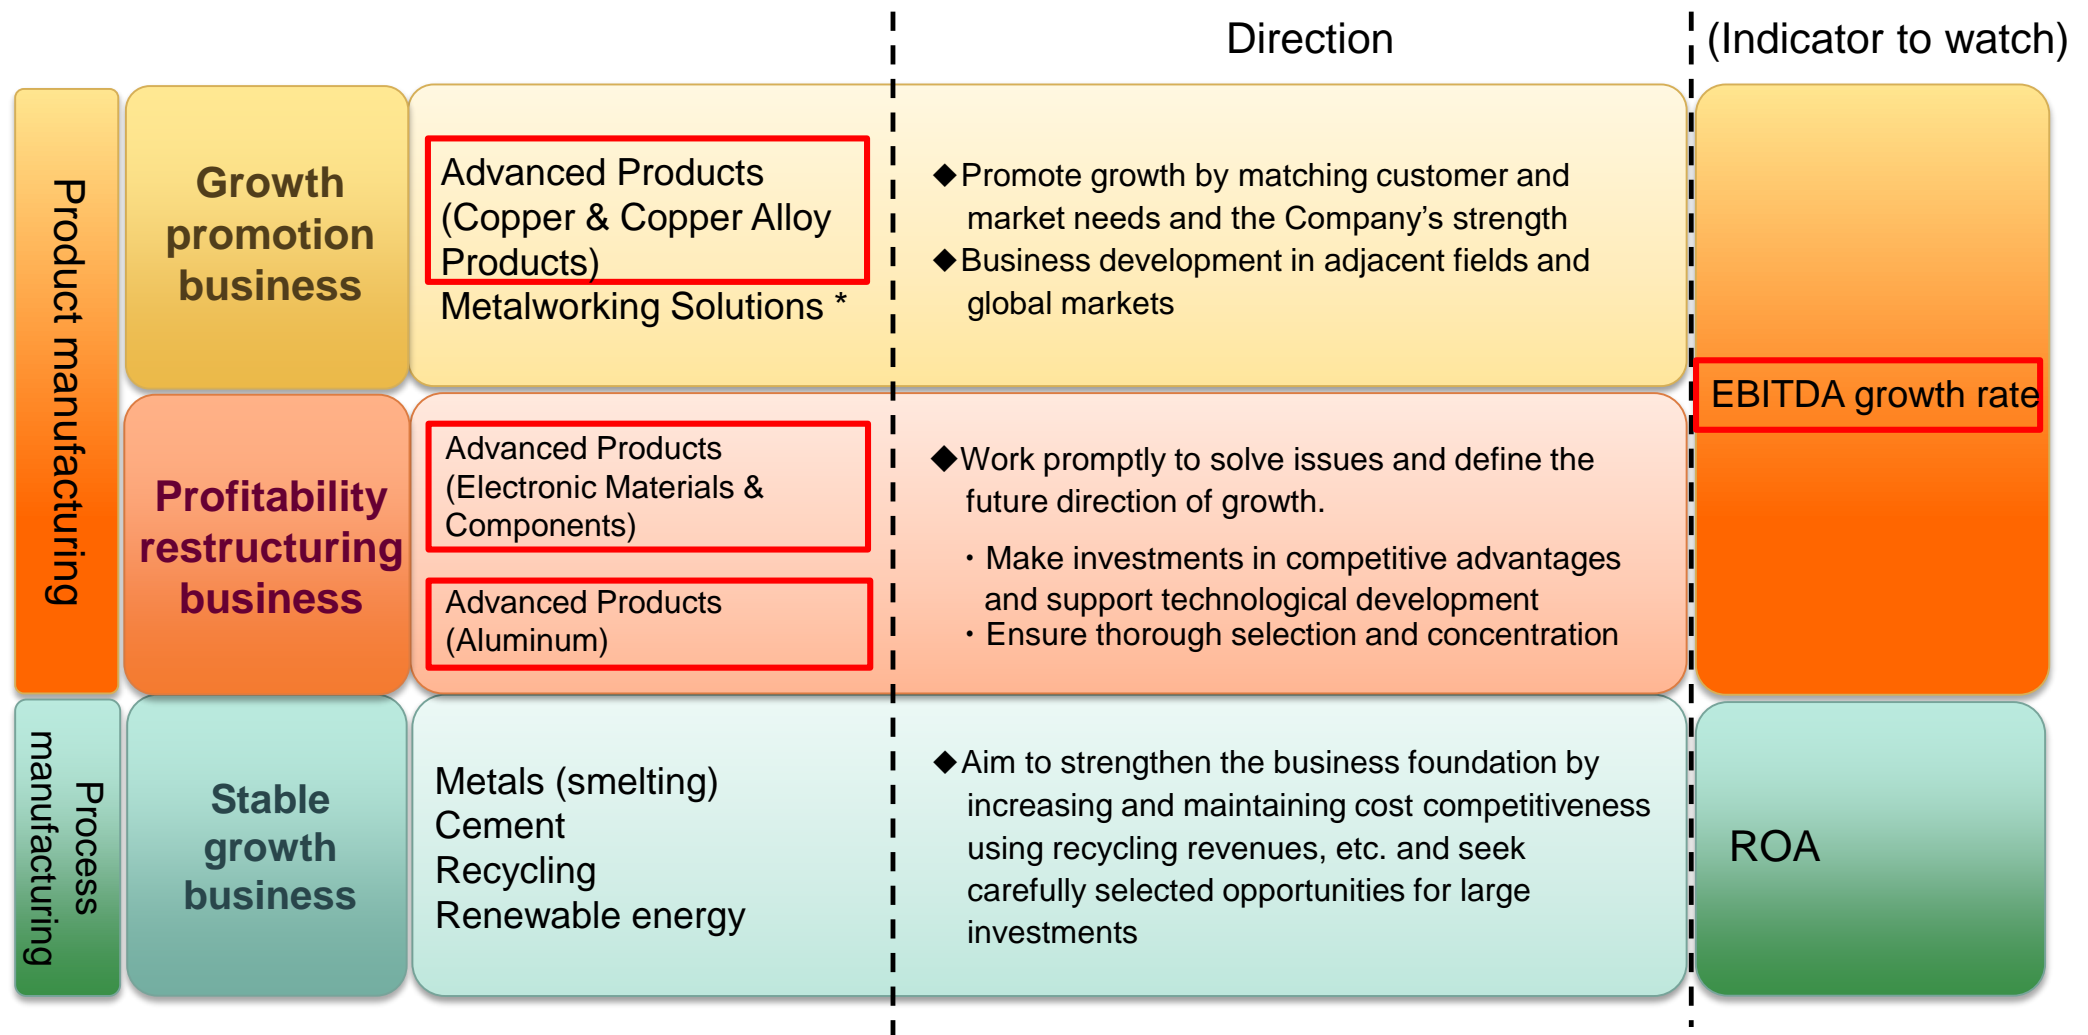 Direction
(Indicator to watch)
Product manufacturing
Growth
promotion
business
Advanced Products
(Copper & Copper Alloy
Products)
Metalworking Solutions *
◆Promote growth by matching customer and
market needs and the Company’s strength
◆Business development in adjacent fields and
global markets
EBITDA growth rate
Profitability
restructuring
business
Advanced Products
(Electronic Materials &
Components)
Advanced Products
(Aluminum)
◆Work promptly to solve issues and define the
future direction of growth.
・Make investments in competitive advantages
and support technological development
・Ensure thorough selection and concentration
Process
manufacturing
Stable
growth
business
Metals (smelting)
Cement
Recycling
Renewable energy
◆Aim to strengthen the business foundation by
increasing and maintaining cost competitiveness
using recycling revenues, etc. and seek
carefully selected opportunities for large
investments
ROA